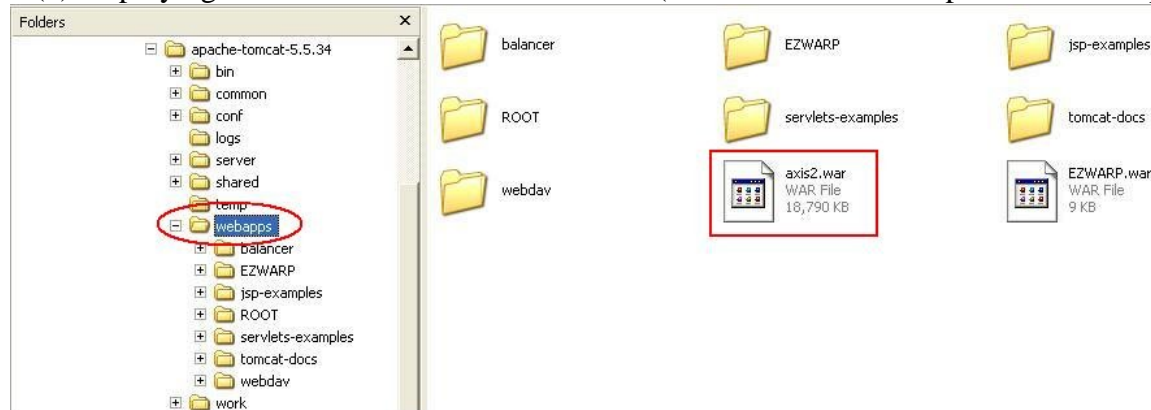 Folders
apache-tomcat-5.5.34
bin
common
conf
logs
server
shared
temp
webapps
balancer
EZWARP
jsp-examples
ROOT
servlets-examples
tomcat-docs
webdav
work
balancer
EZWARP
jsp-examples
ROOT
servlets-examples
tomcat-docs
webdav
axis2.war
WAR File
18,790 KB
EZWARP.war
WAR File
9 KB